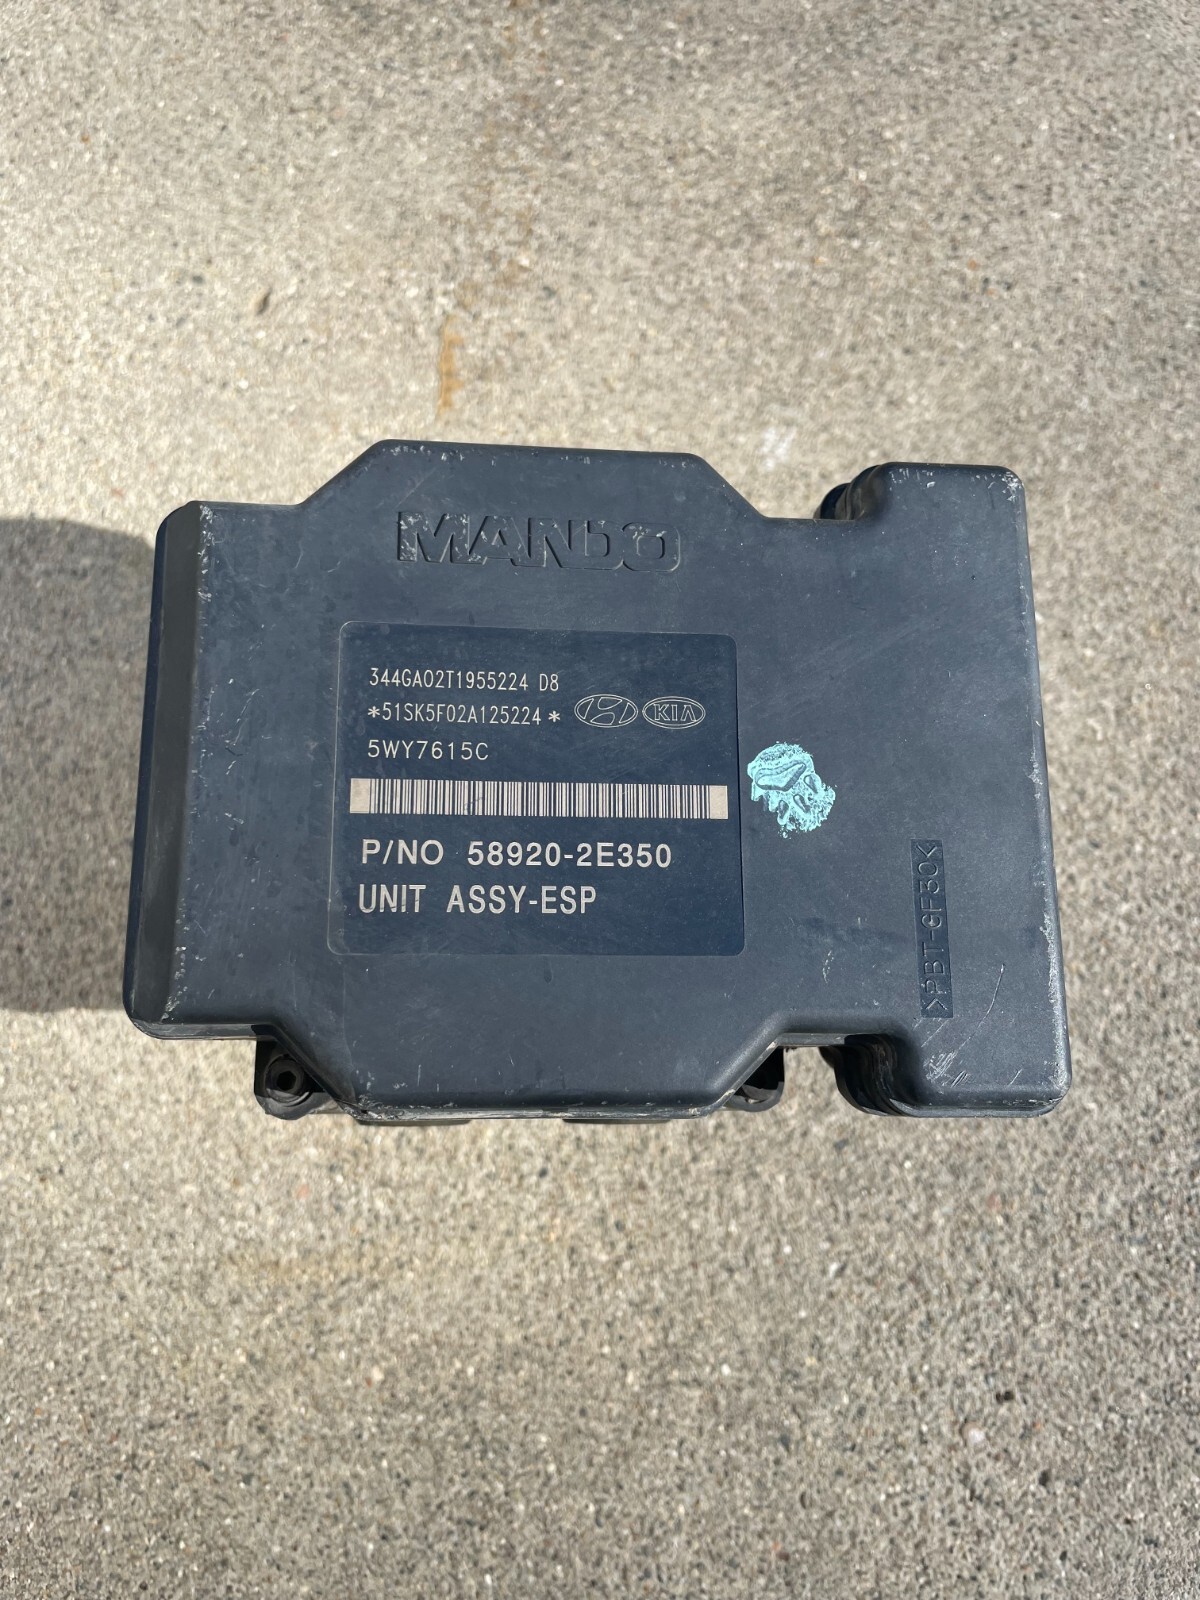 MANDO
344GA02T1955224 D8
*51SK5F02A125224*
KIA
5WY7615C
P/NO 58920-2E350
UNIT ASSY-ESP
>PBT-GF30<